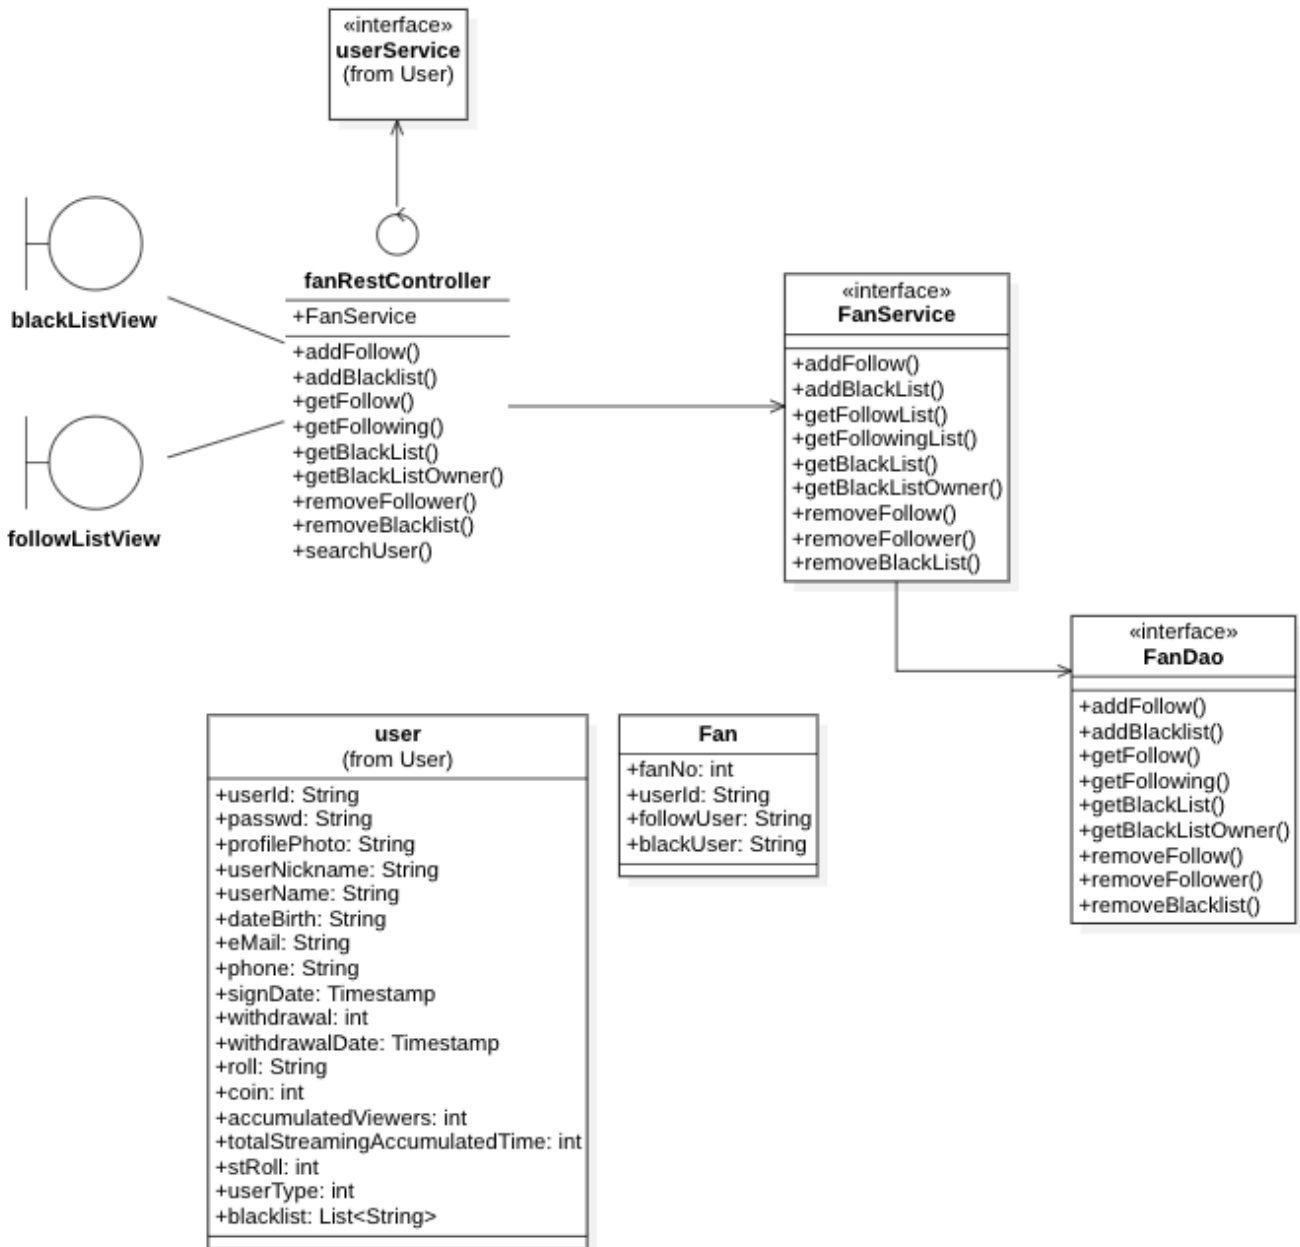 «interface»
userService
(from User)
blackListView
followListView
fanRestController
+FanService
+addFollow()
+addBlacklist()
+getFollow()
+getFollowing()
+getBlackList()
+getBlackListOwner()
+removeFollower()
+removeBlacklist()
+searchUser()
«interface»
FanService
+addFollow()
+addBlackList()
+getFollowList()
+getFollowingList()
+getBlackList()
+getBlackListOwner()
+removeFollow()
+removeFollower()
+removeBlackList()
«interface»
FanDao
+addFollow()
+addBlacklist()
+getFollow()
+getFollowing()
+getBlackList()
+getBlackListOwner()
+removeFollow()
+removeFollower()
+removeBlacklist()
user
(from User)
+userId: String
+passwd: String
+profilePhoto: String
+userNickname: String
+userName: String
+dateBirth: String
+eMail: String
+phone: String
+signDate: Timestamp
+withdrawal: int
+withdrawalDate: Timestamp
+roll: String
+coin: int
+accumulatedViewers: int
+totalStreamingAccumulatedTime: int
+stRoll: int
+userType: int
+blacklist: List<String>
Fan
+fanNo: int
+userId: String
+followUser: String
+blackUser: String